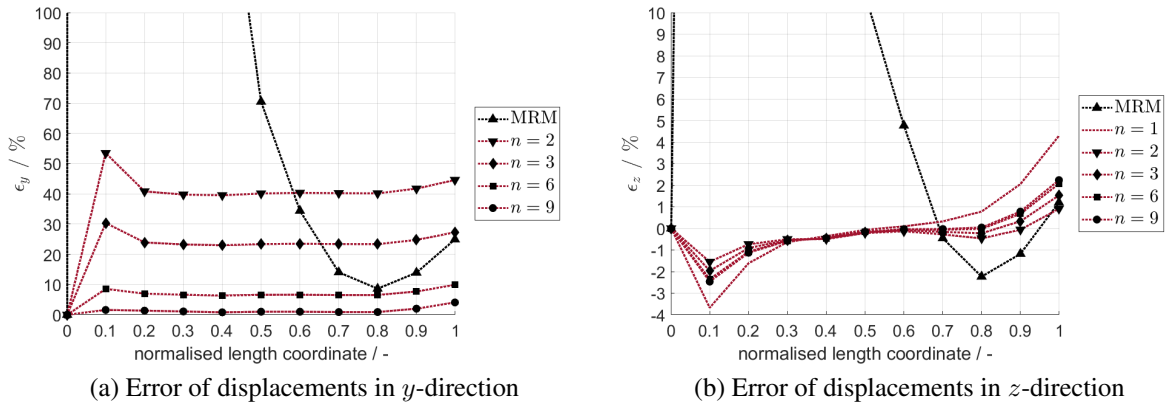 100
90
80
70
60
50
40
30
20
10
0
ϵy / %
0 0.1 0.2 0.3 0.4 0.5 0.6 0.7 0.8 0.9 1
normalised length coordinate / -
MRM
n = 2
n = 3
n = 6
n = 9
(a) Error of displacements in y-direction
10
9
8
7
6
5
4
3
2
1
0
-1
-2
-3
-4
ϵz / %
0 0.1 0.2 0.3 0.4 0.5 0.6 0.7 0.8 0.9 1
normalised length coordinate / -
MRM
n = 1
n = 2
n = 3
n = 6
n = 9
(b) Error of displacements in z-direction